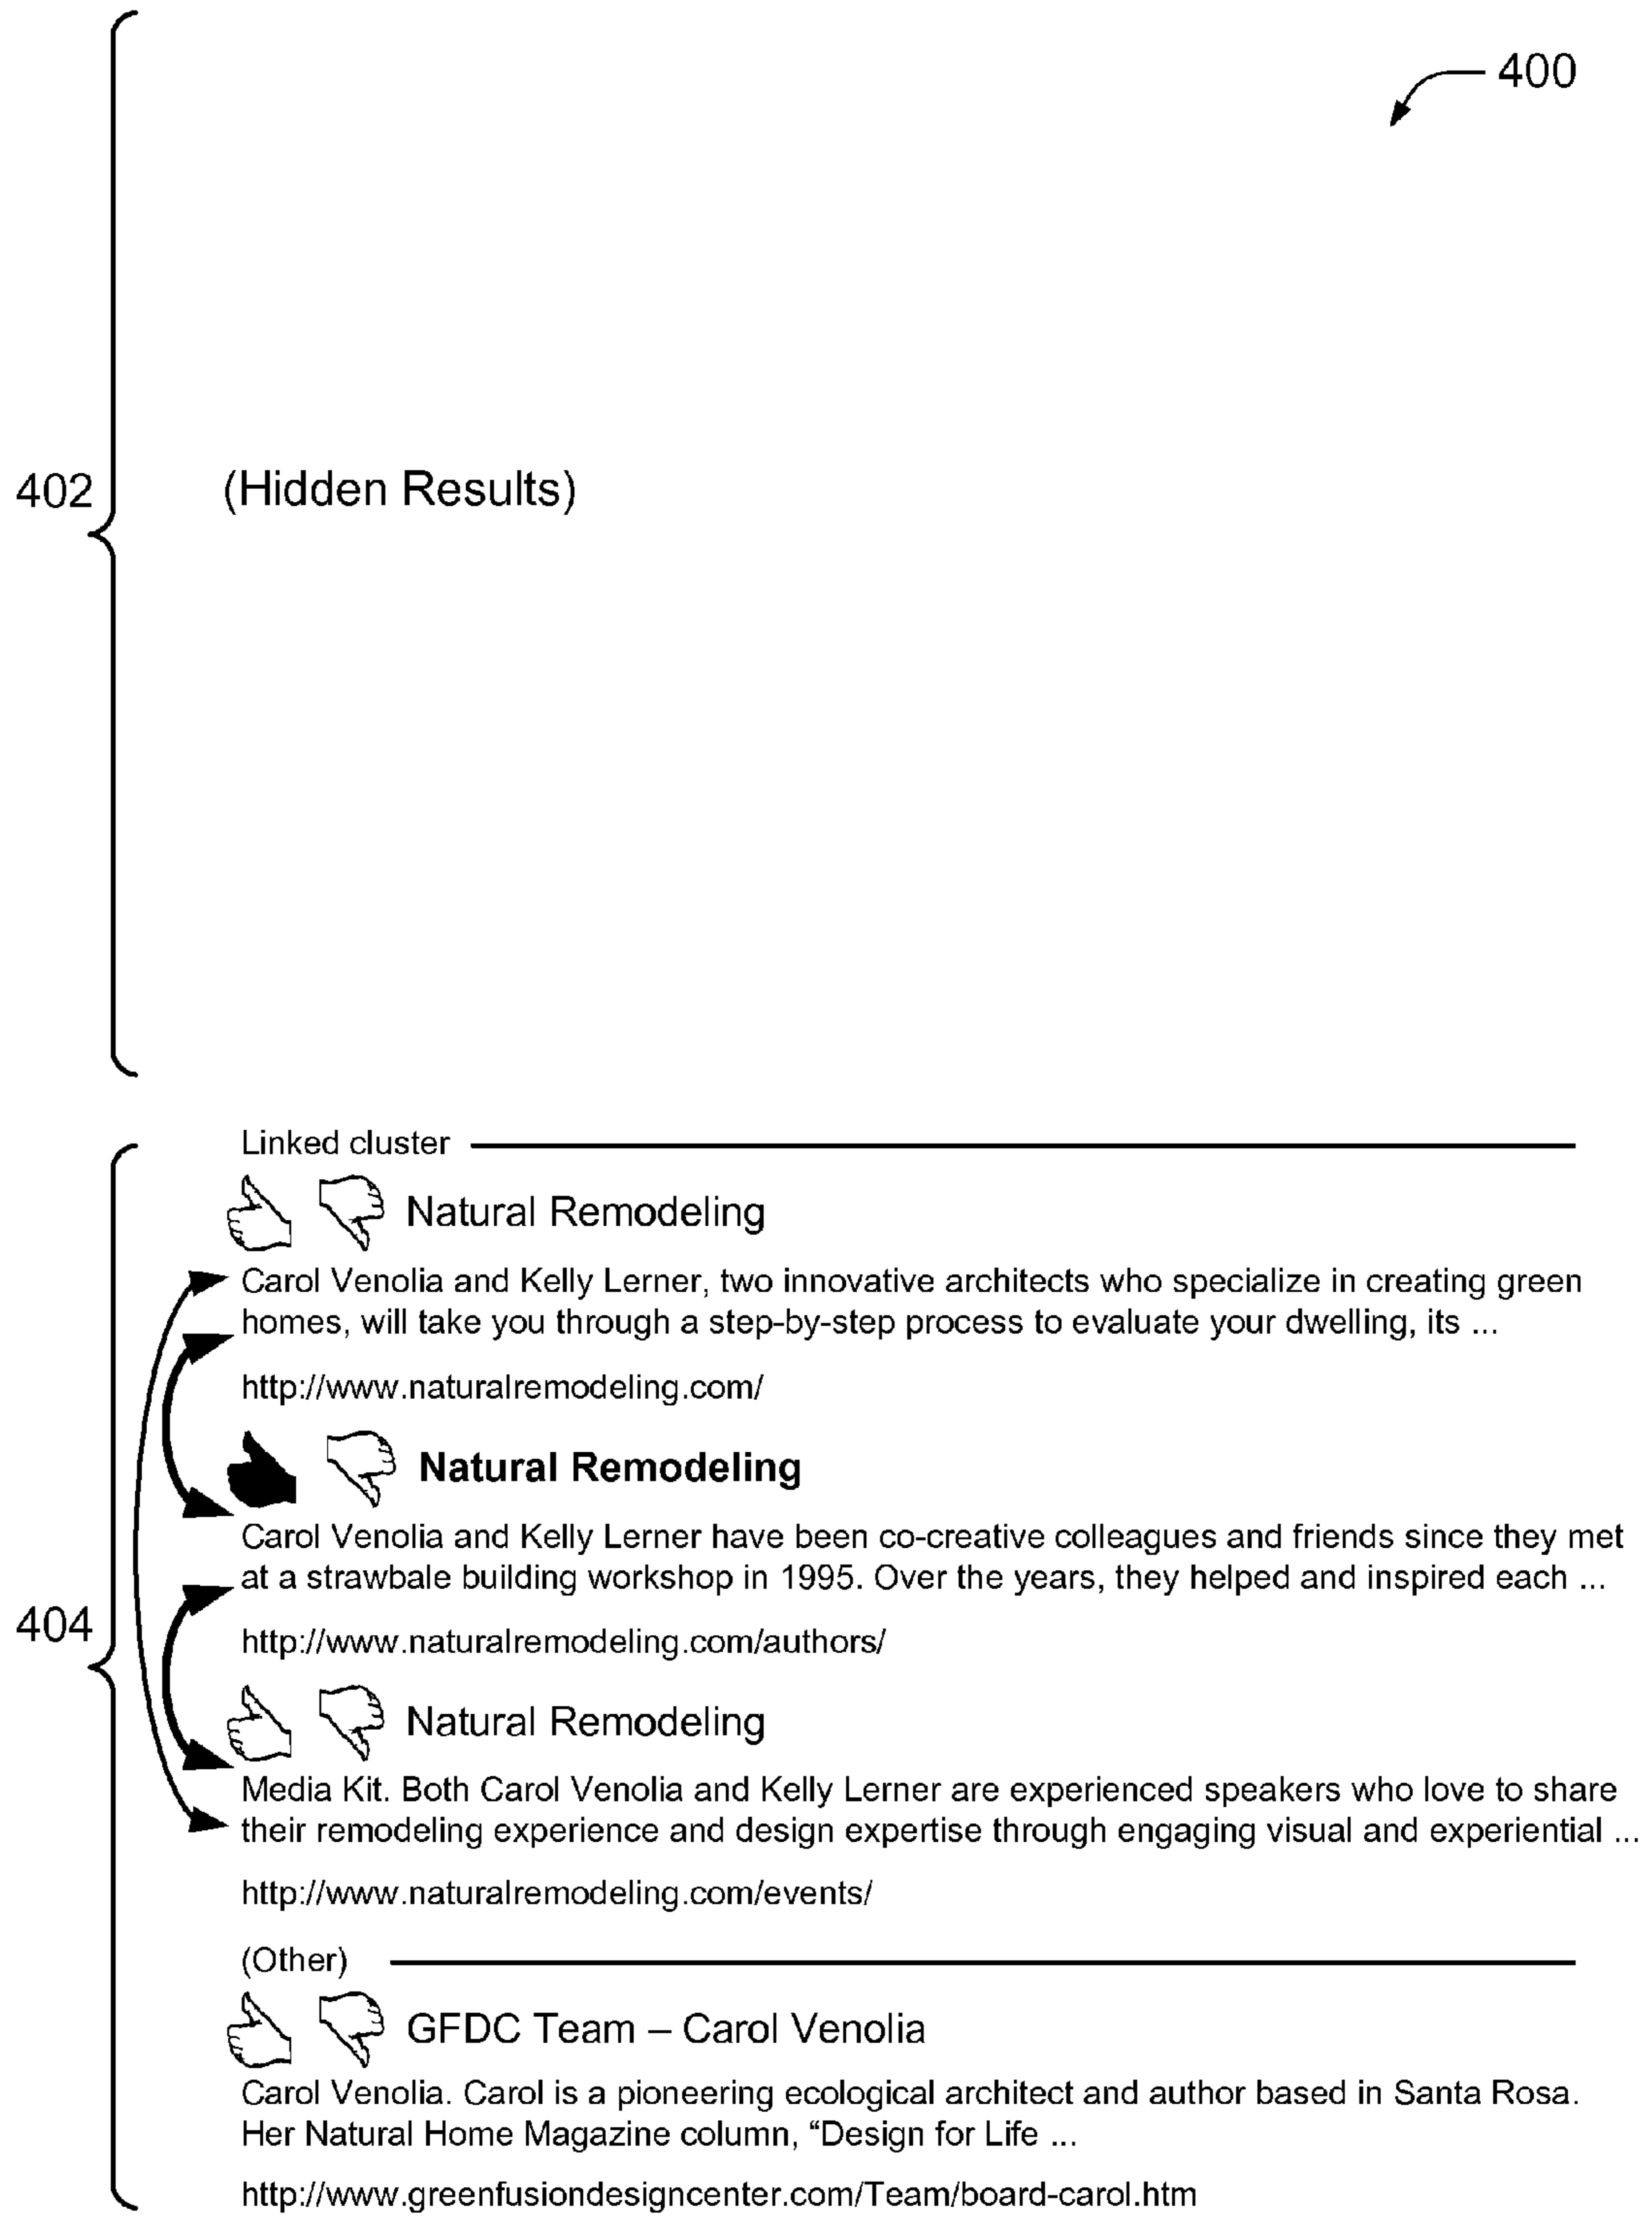 400
402
(Hidden Results)
Linked cluster
Natural Remodeling
Carol Venolia and Kelly Lerner, two innovative architects who specialize in creating green
homes, will take you through a step-by-step process to evaluate your dwelling, its ...
http://www.naturalremodeling.com/
Natural Remodeling
Carol Venolia and Kelly Lerner have been co-creative colleagues and friends since they met
at a strawbale building workshop in 1995. Over the years, they helped and inspired each ...
404
http://www.naturalremodeling.com/authors/
Natural Remodeling
Media Kit. Both Carol Venolia and Kelly Lerner are experienced speakers who love to share
their remodeling experience and design expertise through engaging visual and experiential ...
http://www.naturalremodeling.com/events/
(Other)
GFDC Team – Carol Venolia
Carol Venolia. Carol is a pioneering ecological architect and author based in Santa Rosa.
Her Natural Home Magazine column, “Design for Life ...
http://www.greenfusiondesigncenter.com/Team/board-carol.htm